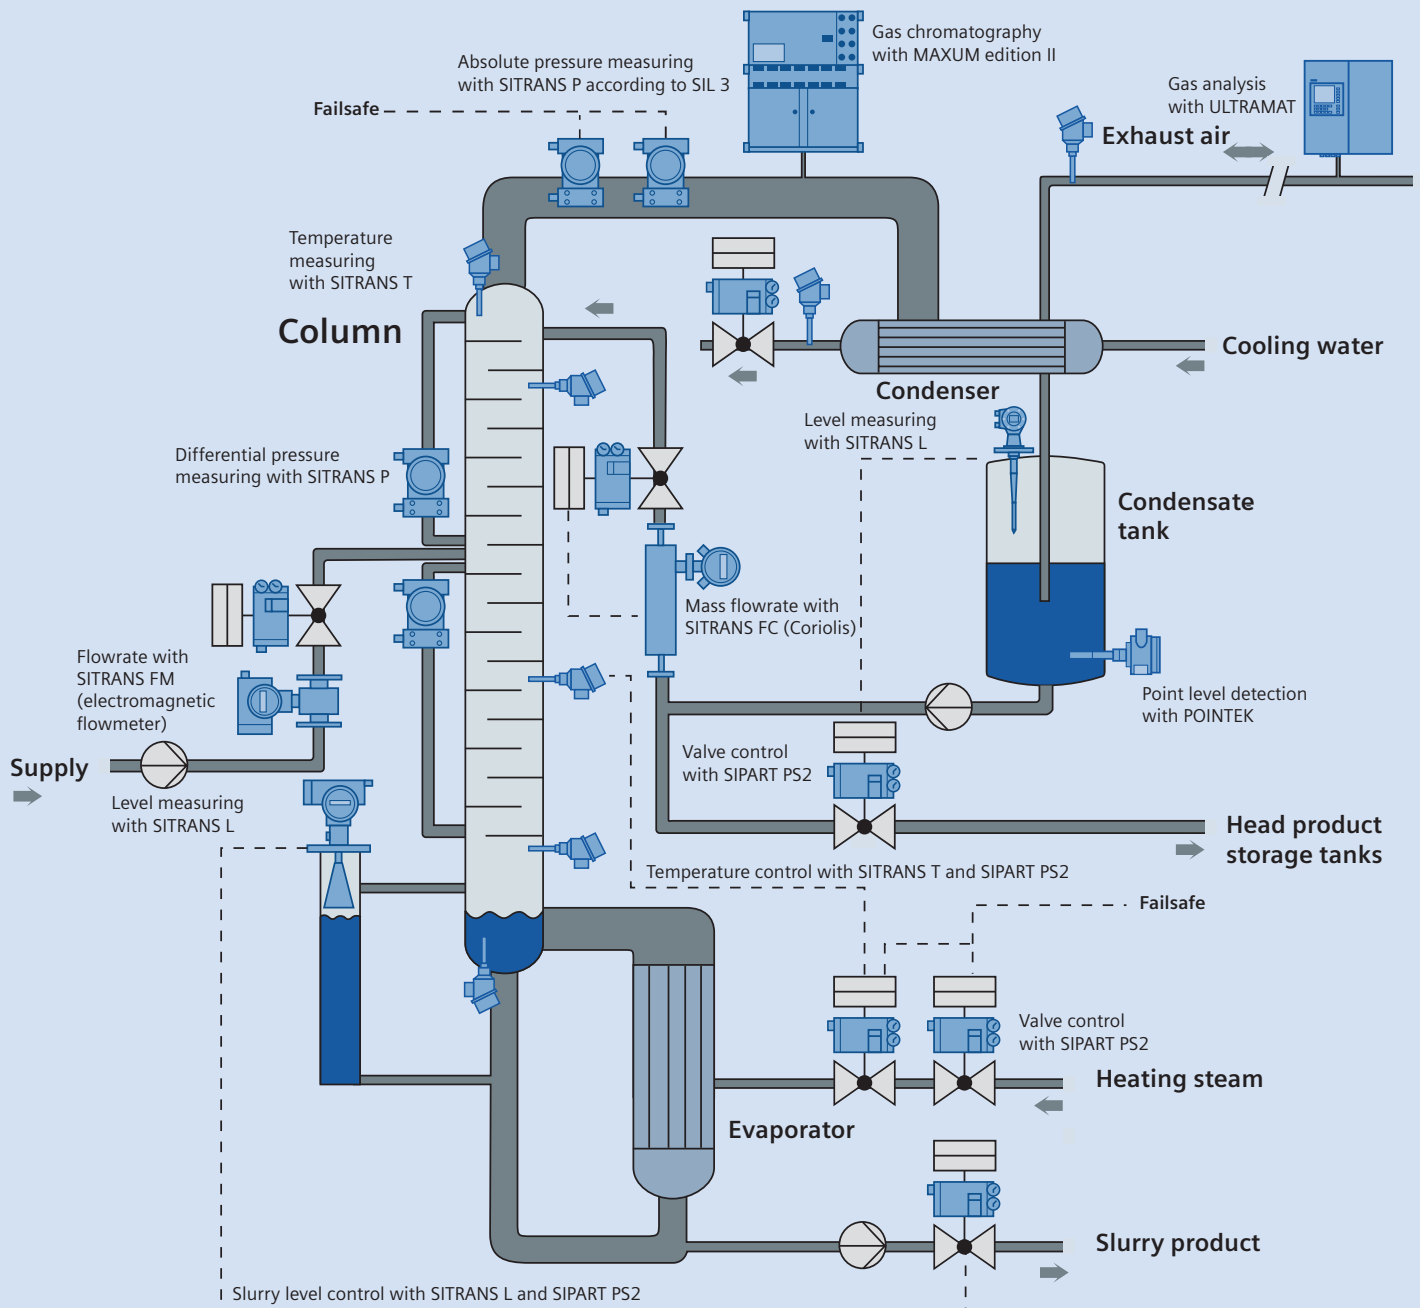 Gas chromatography
with MAXUM edition II
Absolute pressure measuring
with SITRANS P according to SIL 3
Failsafe
Gas analysis
with ULTRAMAT
Exhaust air
Temperature
measuring
with SITRANS T
Column
Cooling water
Condenser
Level measuring
with SITRANS L
Differential pressure
measuring with SITRANS P
Condensate
tank
Mass flowrate with
SITRANS FC (Coriolis)
Flowrate with
SITRANS FM
(electromagnetic
flowmeter)
Point level detection
with POINTEK
Supply
Valve control
with SIPART PS2
Level measuring
with SITRANS L
Head product
storage tanks
Temperature control with SITRANS T and SIPART PS2
Failsafe
Valve control
with SIPART PS2
Heating steam
Evaporator
Slurry product
Slurry level control with SITRANS L and SIPART PS2